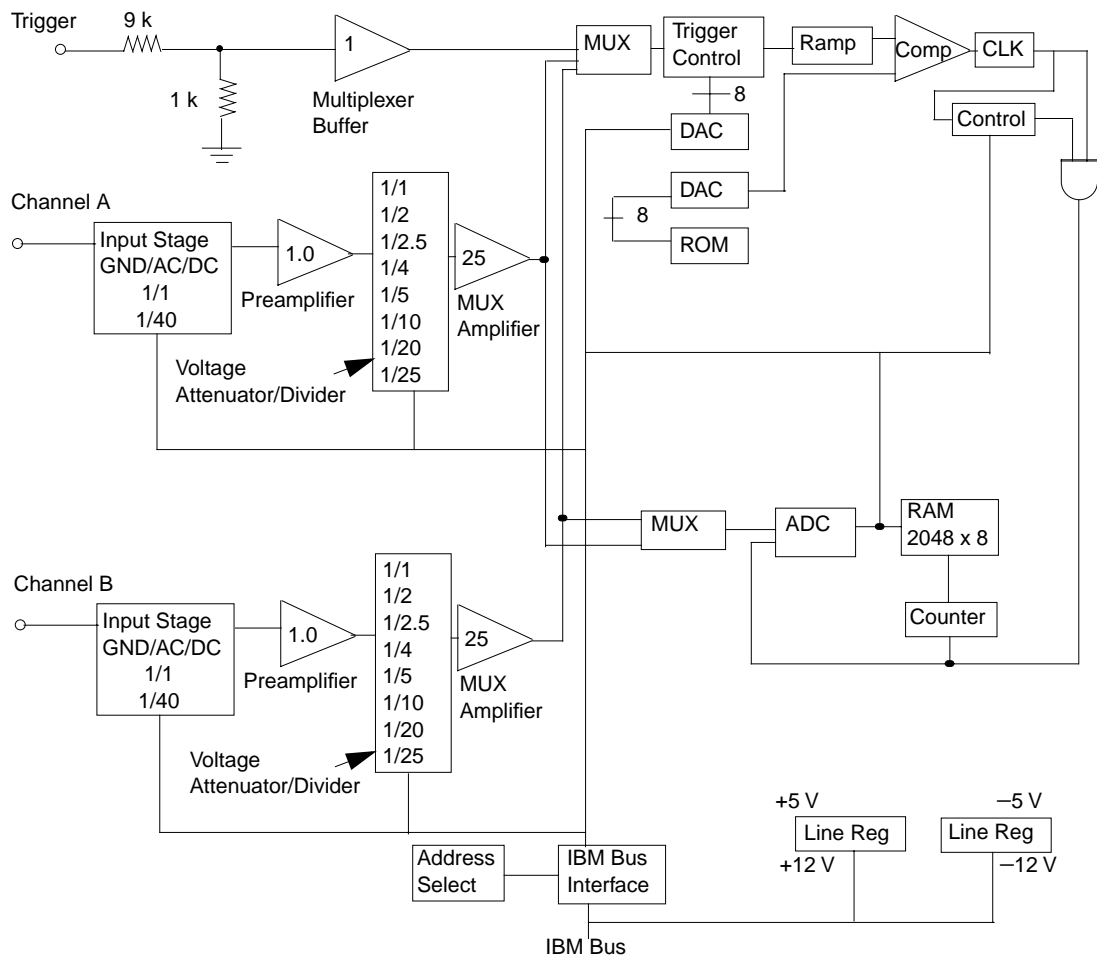 Trigger
9 k
1 k
1
Multiplexer
Buffer
MUX
Trigger
Control
Ramp
Comp
CLK
8
DAC
Control
DAC
8
ROM
Channel A
Input Stage
GND/AC/DC
1/1
1/40
1.0
Preamplifier
1/1
1/2
1/2.5
1/4
1/5
1/10
1/20
1/25
25
MUX
Amplifier
Voltage
Attenuator/Divider
MUX
ADC
RAM
2048 x 8
Counter
Channel B
Input Stage
GND/AC/DC
1/1
1/40
1.0
Preamplifier
1/1
1/2
1/2.5
1/4
1/5
1/10
1/20
1/25
25
MUX
Amplifier
Voltage
Attenuator/Divider
Address
Select
IBM Bus
Interface
IBM Bus
+5 V
Line Reg
+12 V
−5 V
Line Reg
−12 V